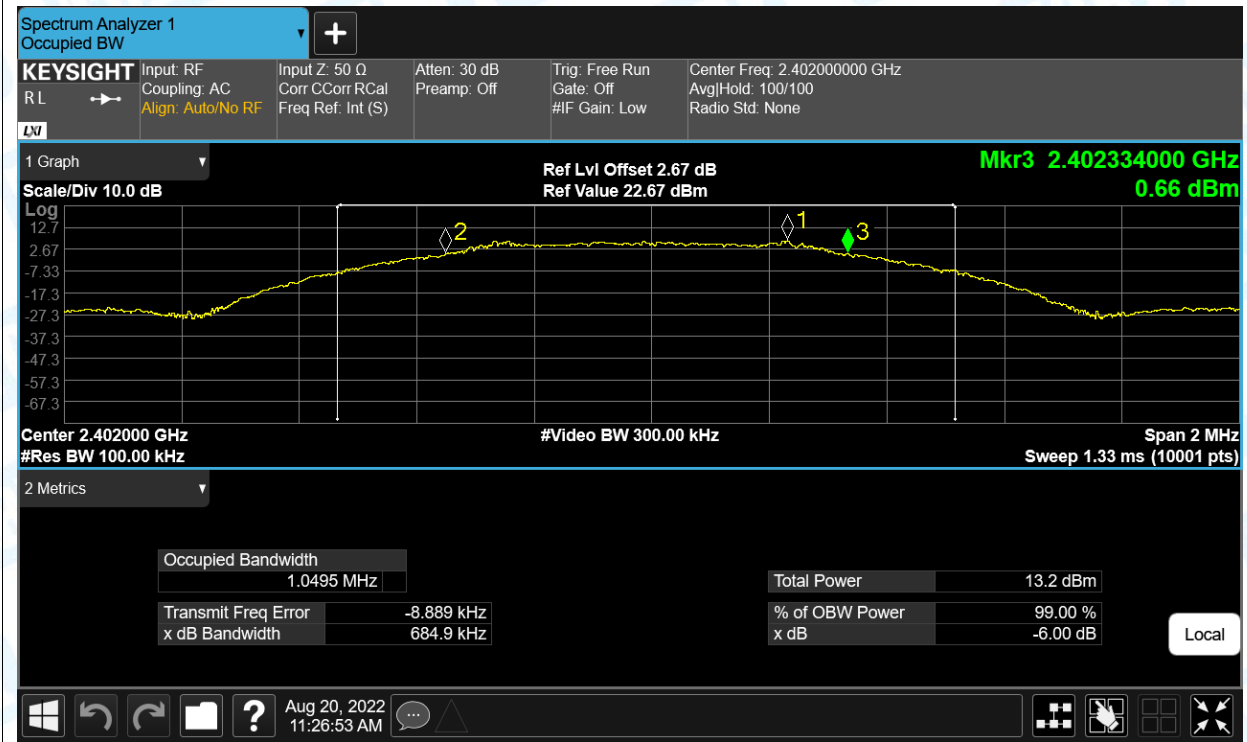 Spectrum Analyzer 1
Occupied BW
▼
+
KEYSIGHT
R L
LXI
Input: RF
Coupling: AC
Align: Auto/No RF
Input Z: 50 Ω
Corr CCorr RCal
Freq Ref: Int (S)
Atten: 30 dB
Preamp: Off
Trig: Free Run
Gate: Off
#IF Gain: Low
Center Freq: 2.402000000 GHz
Avg|Hold: 100/100
Radio Std: None
1 Graph ▼
Scale/Div 10.0 dB
Ref Lvl Offset 2.67 dB
Ref Value 22.67 dBm
Mkr3 2.402334000 GHz
0.66 dBm
Log
12.7
2.67
-7.33
-17.3
-27.3
-37.3
-47.3
-57.3
-67.3
2
1
3
Center 2.402000 GHz
#Res BW 100.00 kHz
#Video BW 300.00 kHz
Span 2 MHz
Sweep 1.33 ms (10001 pts)
2 Metrics ▼
Occupied Bandwidth
1.0495 MHz
Transmit Freq Error -8.889 kHz
x dB Bandwidth 684.9 kHz
Total Power 13.2 dBm
% of OBW Power 99.00 %
x dB -6.00 dB
Local
?
Aug 20, 2022
11:26:53 AM